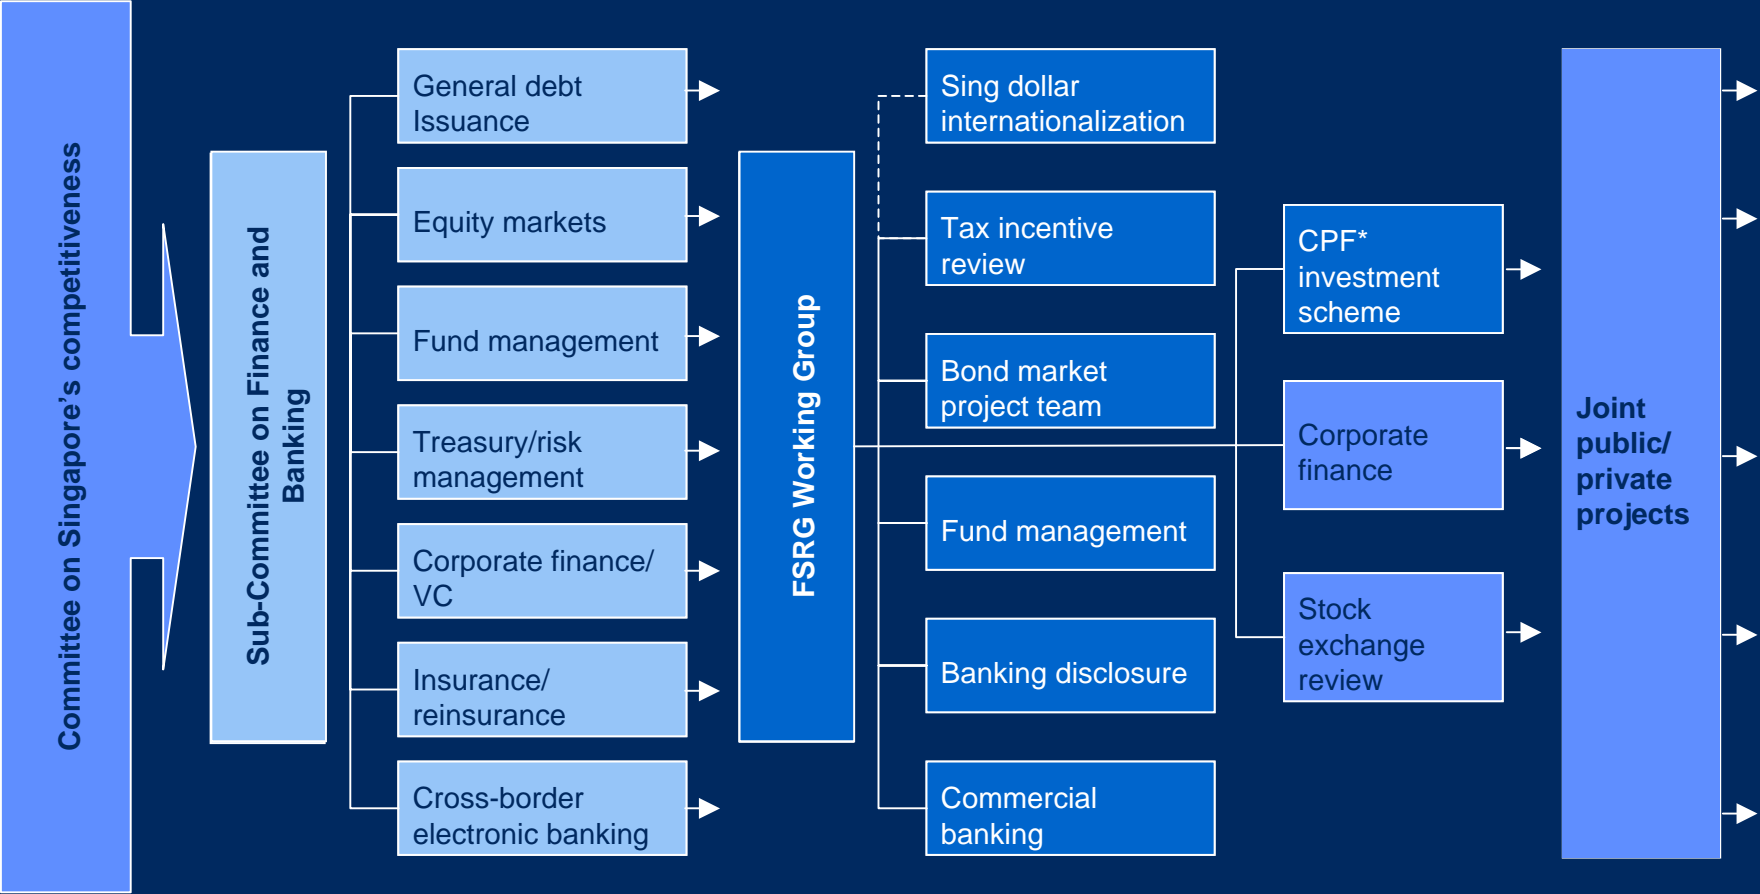 Committee on Singapore's competitiveness
Sub-Committee on Finance and
Banking
General debt
Issuance
Equity markets
Fund management
Treasury/risk
management
Corporate finance/
VC
Insurance/
reinsurance
Cross-border
electronic banking
FSRG Working Group
Sing dollar
internationalization
Tax incentive
review
Bond market
project team
Fund management
Banking disclosure
Commercial
banking
CPF*
investment
scheme
Corporate
finance
Stock
exchange
review
Joint
public/
private
projects